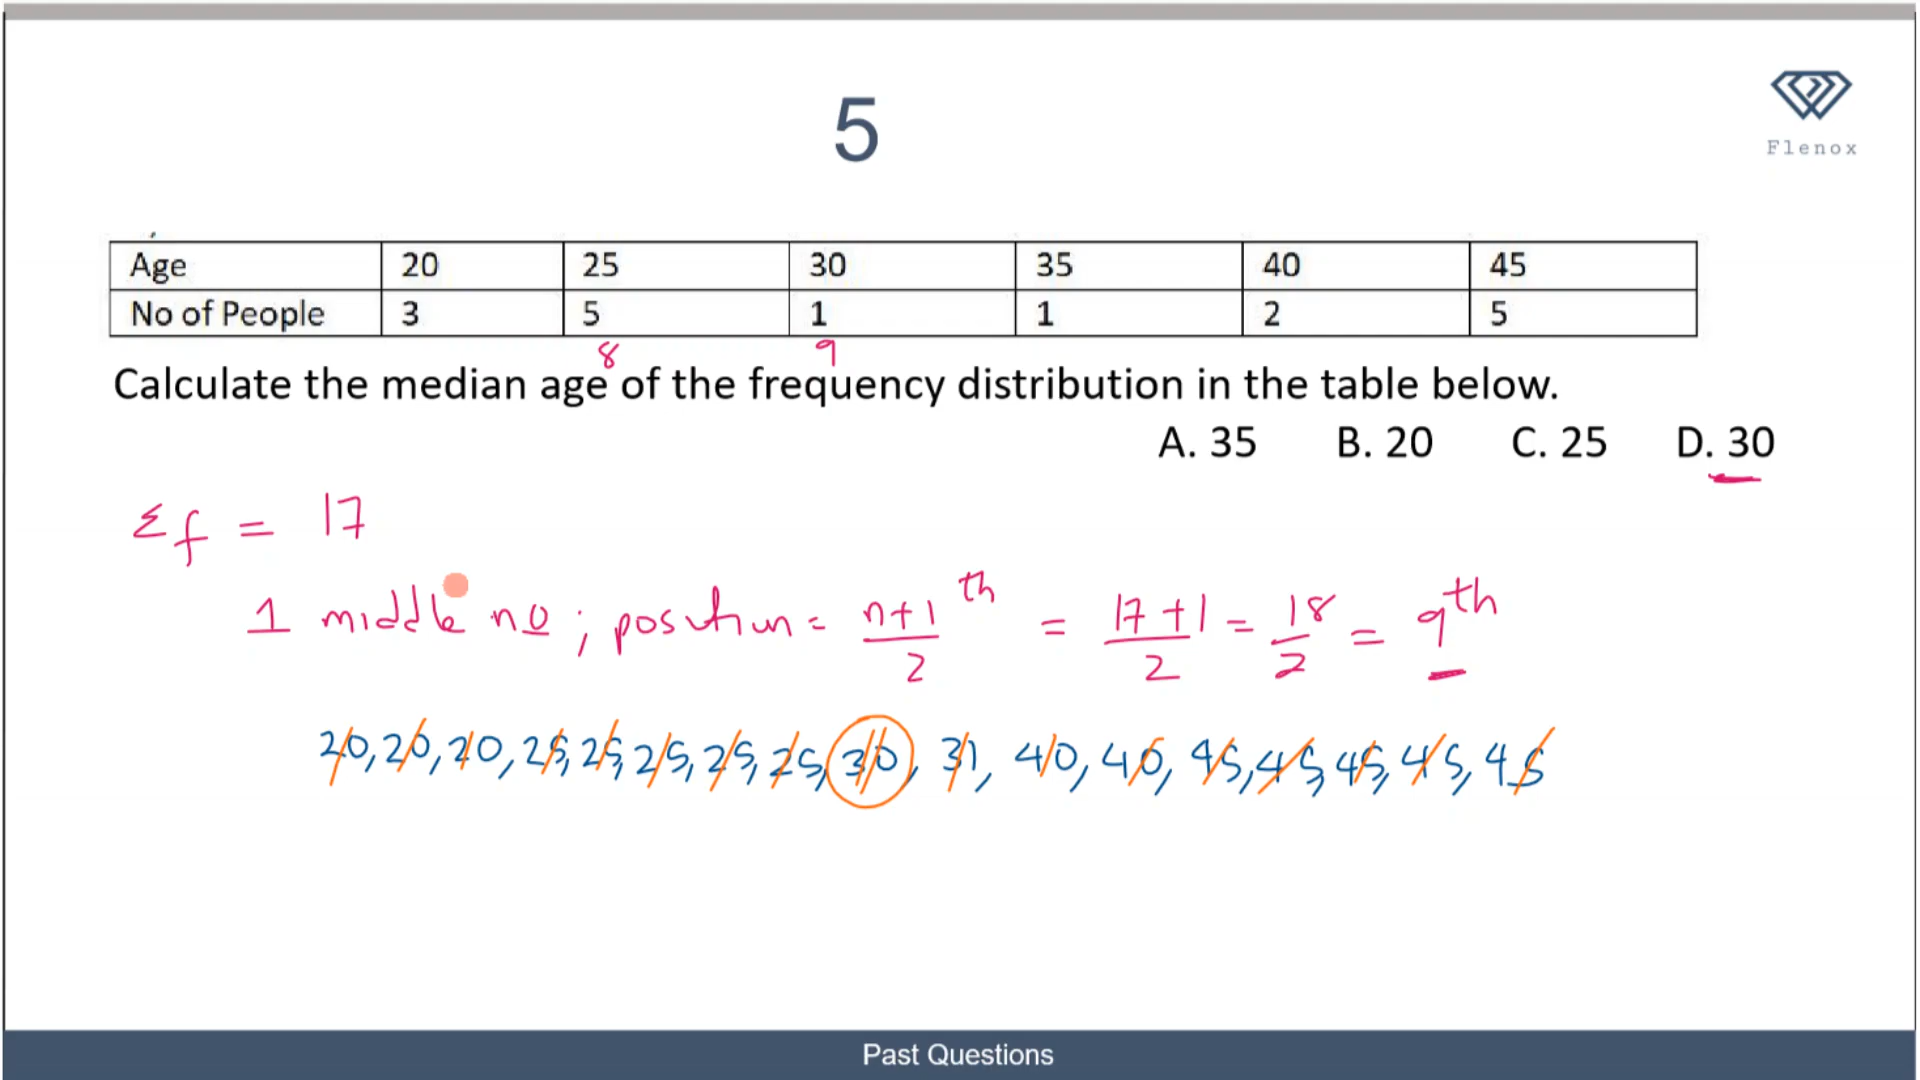 5
Flenox
Age 20 25 30 35 40 45
No of People 3 5 1 1 2 5
8 9
Calculate the median age of the frequency distribution in the table below.
A. 35 B. 20 C. 25 D. 30
Σf = 17
1 middle no ; position = n+1/2 th = 17+1/2 = 18/2 = 9th
20, 20, 20, 25, 25, 25, 25, 25, 30, 31, 40, 40, 45, 45, 45, 45, 45
Past Questions